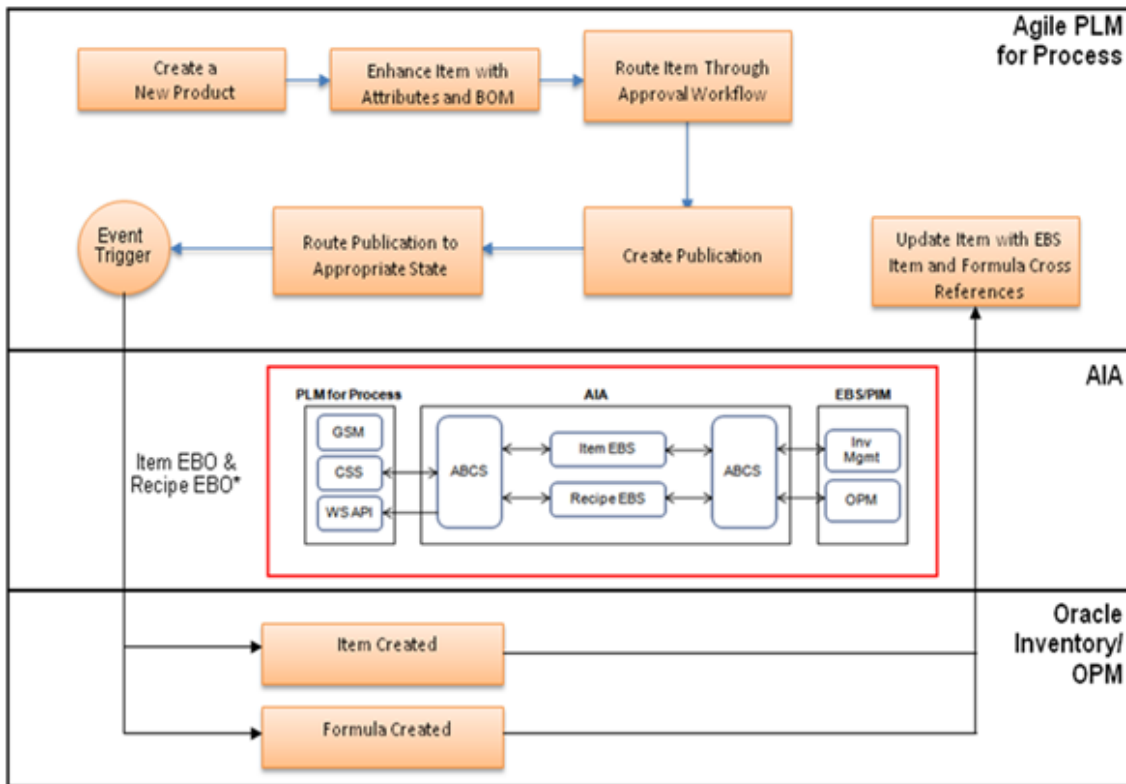 Agile PLM
for Process
Create a
New Product
Enhance Item with
Attributes and BOM
Route Item Through
Approval Workflow
Event
Trigger
Route Publication to
Appropriate State
Create Publication
Update Item with EBS
Item and Formula Cross
References
AIA
PLM for Process
AIA
EBS/PIM
GSM
CSS
WS API
ABCS
Item EBS
Recipe EBS
ABCS
Inv
Mgmt
OPM
Item EBO &
Recipe EBO*
Oracle
Inventory/
OPM
Item Created
Formula Created